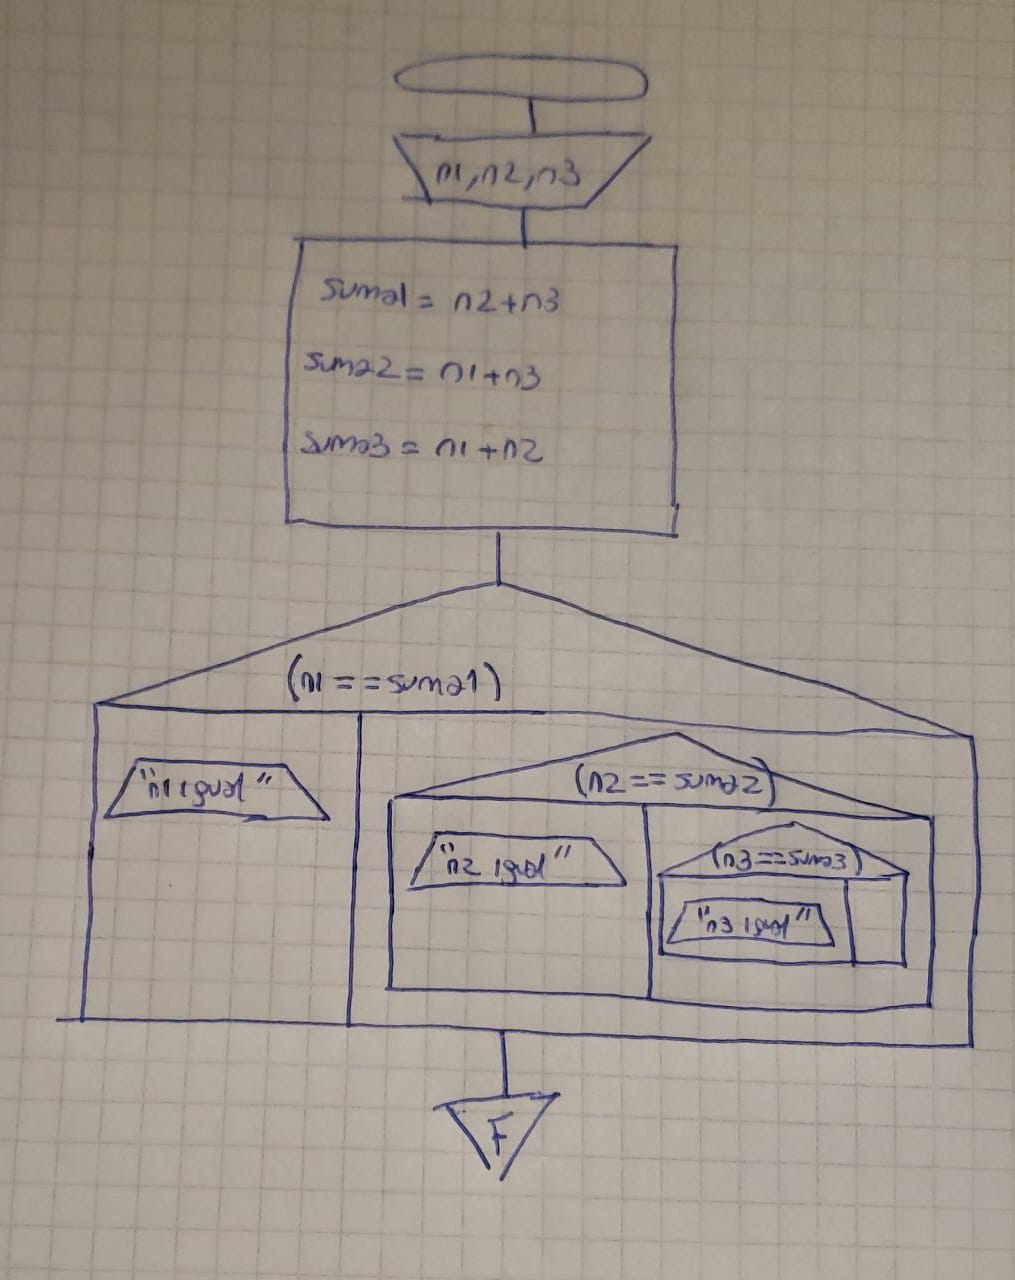 n1,n2,n3
suma1 = n2+n3
suma2 = n1+n3
suma3 = n1+n2
(n1==suma1)
"n1 igual"
(n2==suma2)
"n2 igual"
(n3==suma3)
"n3 igual"
F